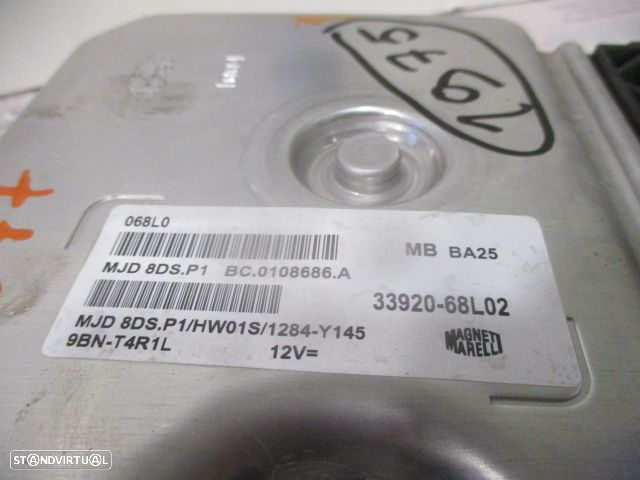 1975
068L0
MB BA25
MJD 8DS.P1 BC.0108686.A
33920-68L02
MJD 8DS.P1/HW01S/1284-Y145
9BN-T4R1L 12V=
MAGNETI
MARELLI
STANDVIRTUAL